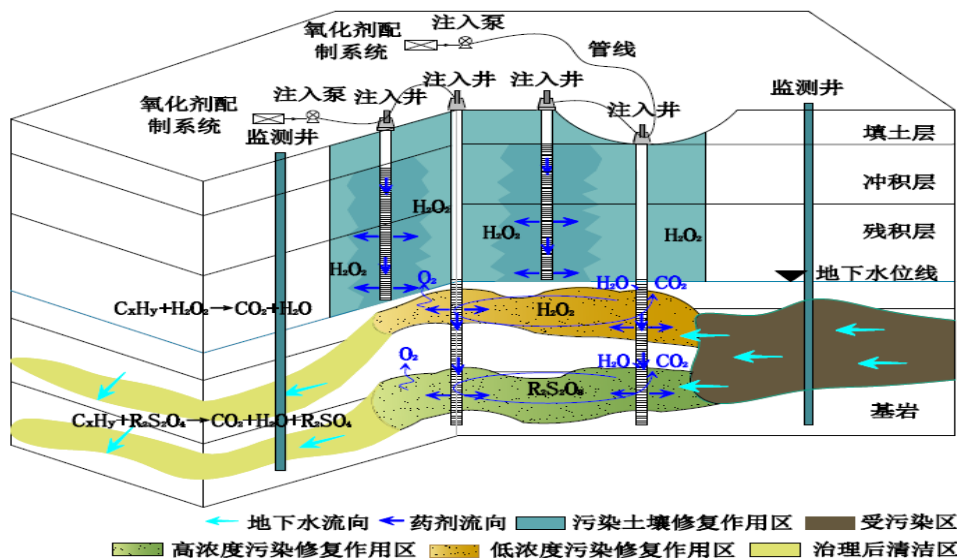 氧化剂配
制系统
注入泵
管线
注入井
注入井
注入井
注入井
监测井
氧化剂配
制系统
注入泵
监测井
填土层
冲积层
残积层
地下水位线
基岩
H₂O₂
H₂O₂
H₂O₂
H₂O₂
O₂
H₂O
CO₂
H₂O₂
CxHy+H₂O₂→CO₂+H₂O
O₂
H₂O
CO₂
R₂S₂O₈
CxHy+R₂S₂O₄→CO₂+H₂O+R₂SO₄
地下水流向
药剂流向
污染土壤修复作用区
受污染区
高浓度污染修复作用区
低浓度污染修复作用区
治理后清洁区